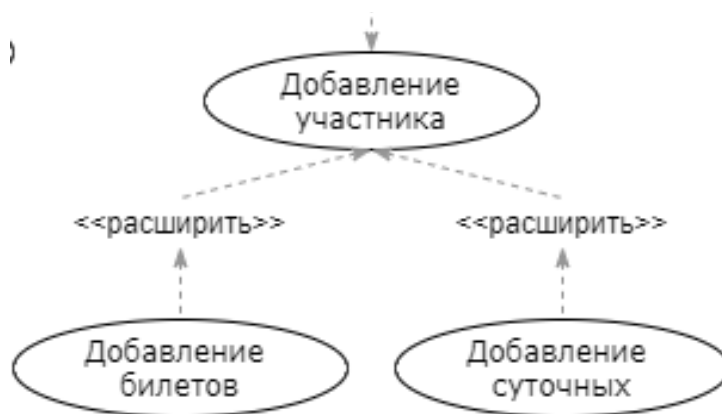 Добавление
участника
<<расширить>> <<расширить>>
Добавление Добавление
билетов суточных